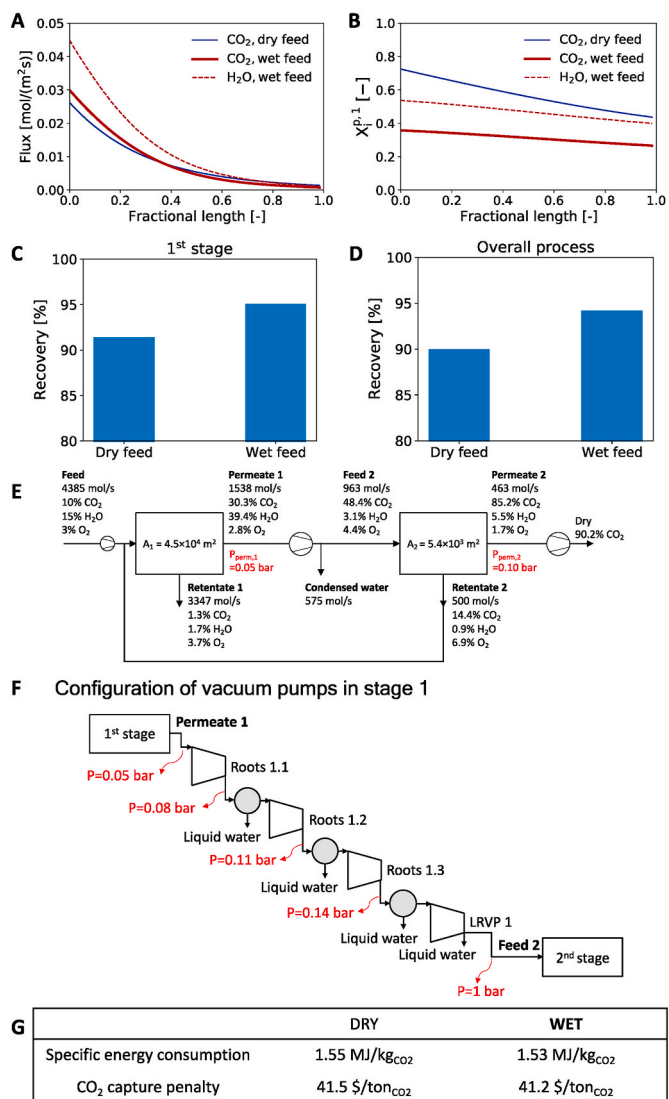 A
B
0.05
0.04
0.03
0.02
0.01
0.00
Flux [mol/(m²s)]
CO₂, dry feed
CO₂, wet feed
H₂O, wet feed
0.0 0.2 0.4 0.6 0.8 1.0
Fractional length [-]
1.0
0.8
0.6
0.4
0.2
0.0
Xᵢᵖ,¹ [−]
CO₂, dry feed
CO₂, wet feed
H₂O, wet feed
0.0 0.2 0.4 0.6 0.8 1.0
Fractional length [-]
C
1ˢᵗ stage
100
95
90
85
80
Recovery [%]
Dry feed Wet feed
D
Overall process
100
95
90
85
80
Recovery [%]
Dry feed Wet feed
E
Feed
4385 mol/s
10% CO₂
15% H₂O
3% O₂
A₁ = 4.5×10⁴ m²
Permeate 1
1538 mol/s
30.3% CO₂
39.4% H₂O
2.8% O₂
Pperm,1
=0.05 bar
Retentate 1
3347 mol/s
1.3% CO₂
1.7% H₂O
3.7% O₂
Condensed water
575 mol/s
Feed 2
963 mol/s
48.4% CO₂
3.1% H₂O
4.4% O₂
A₂ = 5.4×10³ m²
Permeate 2
463 mol/s
85.2% CO₂
5.5% H₂O
1.7% O₂
Pperm,2
=0.10 bar
Dry
90.2% CO₂
Retentate 2
500 mol/s
14.4% CO₂
0.9% H₂O
6.9% O₂
F Configuration of vacuum pumps in stage 1
1ˢᵗ stage
Permeate 1
P=0.05 bar
Roots 1.1
P=0.08 bar
Liquid water
Roots 1.2
P=0.11 bar
Liquid water
Roots 1.3
P=0.14 bar
Liquid water
LRVP 1
Liquid water
Feed 2
P=1 bar
2ⁿᵈ stage
G
DRY WET
Specific energy consumption 1.55 MJ/kgCO₂ 1.53 MJ/kgCO₂
CO₂ capture penalty 41.5 $/tonCO₂ 41.2 $/tonCO₂